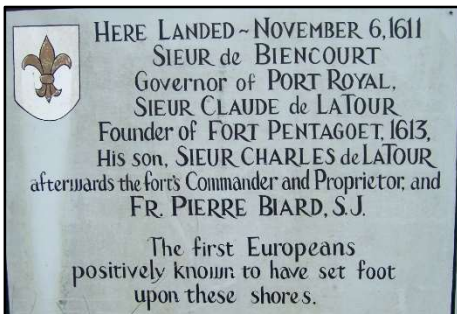 HERE LANDED ~ NOVEMBER 6, 1611
SIEUR de BIENCOURT
Governor of PORT ROYAL,
SIEUR CLAUDE de LATOUR
Founder of FORT PENTAGOET, 1613,
His son, SIEUR CHARLES de LATOUR
afterwards the fort's Commander and Proprietor, and
FR. PIERRE BIARD, S.J.
The first Europeans
positively known to have set foot
upon these shores.